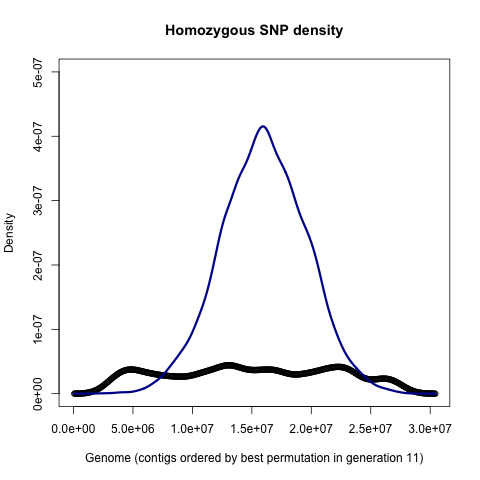 Homozygous SNP density
Density
5e-07
4e-07
3e-07
2e-07
1e-07
0e+00
0.0e+00 5.0e+06 1.0e+07 1.5e+07 2.0e+07 2.5e+07 3.0e+07
Genome (contigs ordered by best permutation in generation 11)